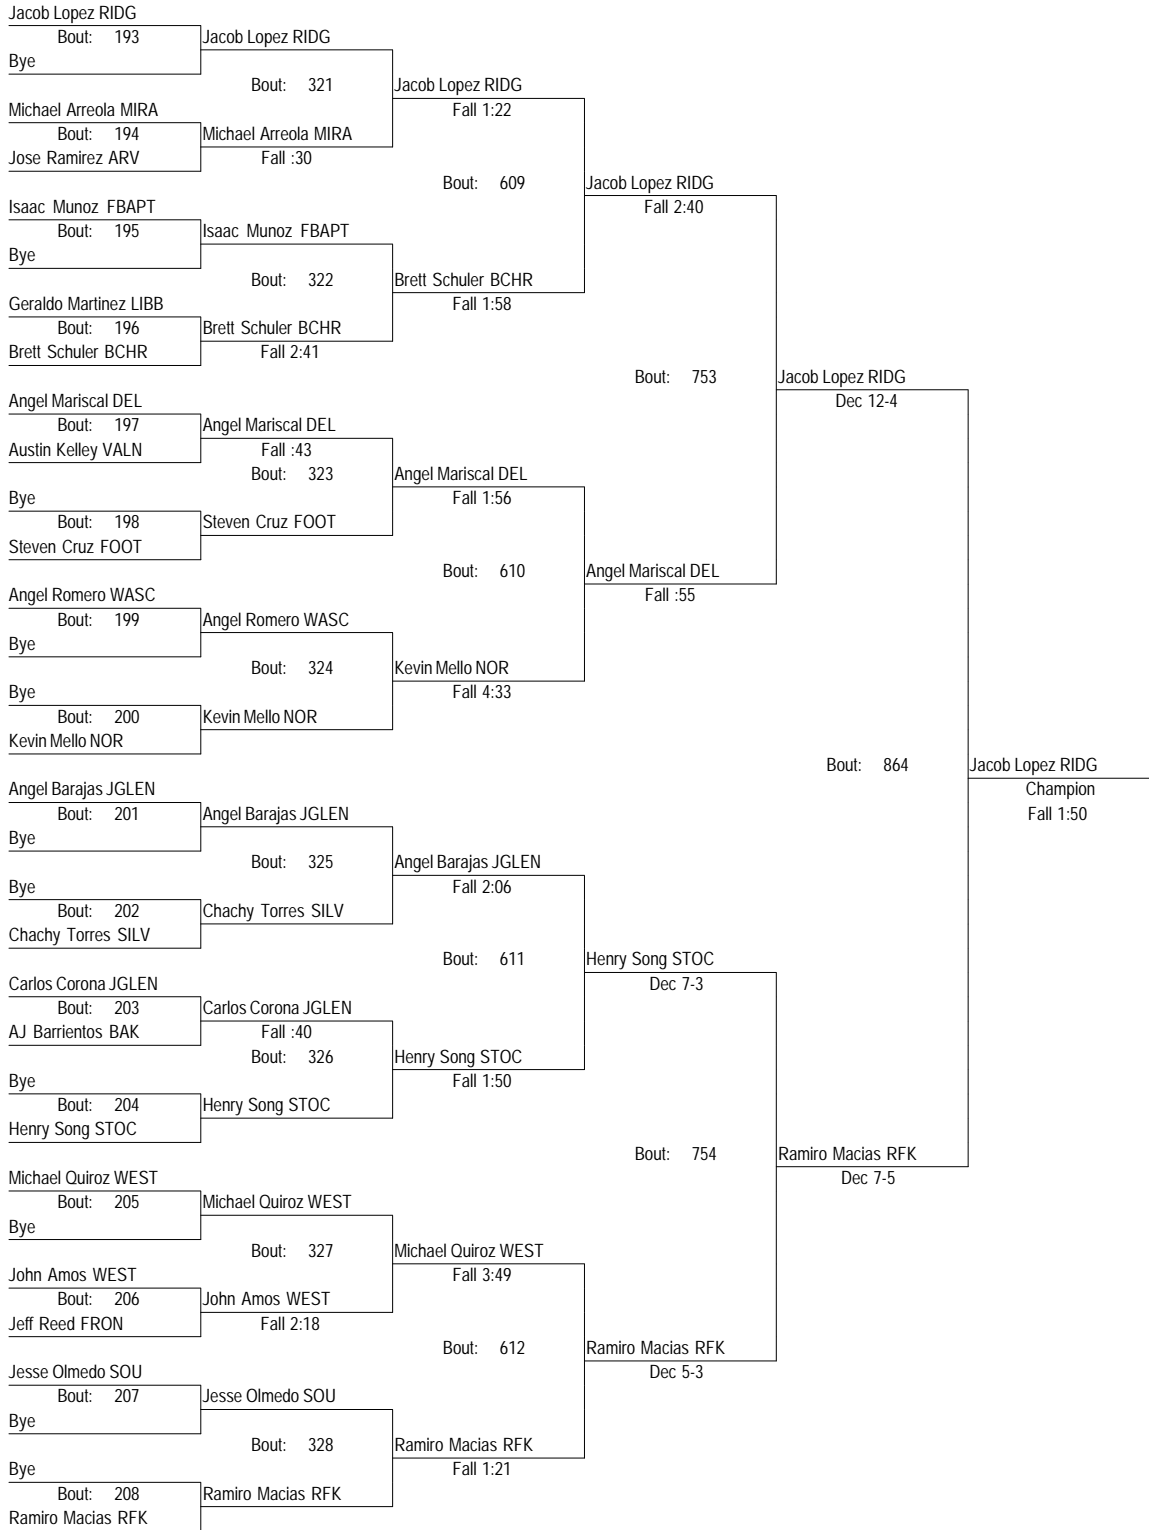 Jacob Lopez RIDG
Bout: 193
Jacob Lopez RIDG
Bye
Bout: 321
Jacob Lopez RIDG
Michael Arreola MIRA
Fall 1:22
Bout: 194
Michael Arreola MIRA
Jose Ramirez ARV
Fall :30
Bout: 609
Jacob Lopez RIDG
Isaac Munoz FBAPT
Fall 2:40
Bout: 195
Isaac Munoz FBAPT
Bye
Bout: 322
Brett Schuler BCHR
Geraldo Martinez LIBB
Fall 1:58
Bout: 196
Brett Schuler BCHR
Brett Schuler BCHR
Fall 2:41
Bout: 753
Jacob Lopez RIDG
Angel Mariscal DEL
Dec 12-4
Bout: 197
Angel Mariscal DEL
Austin Kelley VALN
Fall :43
Bout: 323
Angel Mariscal DEL
Bye
Fall 1:56
Bout: 198
Steven Cruz FOOT
Steven Cruz FOOT
Bout: 610
Angel Mariscal DEL
Angel Romero WASC
Fall :55
Bout: 199
Angel Romero WASC
Bye
Bout: 324
Kevin Mello NOR
Bye
Fall 4:33
Bout: 200
Kevin Mello NOR
Kevin Mello NOR
Bout: 864
Jacob Lopez RIDG
Angel Barajas JGLEN
Champion
Bout: 201
Angel Barajas JGLEN
Fall 1:50
Bye
Bout: 325
Angel Barajas JGLEN
Bye
Fall 2:06
Bout: 202
Chachy Torres SILV
Chachy Torres SILV
Bout: 611
Henry Song STOC
Carlos Corona JGLEN
Dec 7-3
Bout: 203
Carlos Corona JGLEN
AJ Barrientos BAK
Fall :40
Bout: 326
Henry Song STOC
Bye
Fall 1:50
Bout: 204
Henry Song STOC
Henry Song STOC
Bout: 754
Ramiro Macias RFK
Michael Quiroz WEST
Dec 7-5
Bout: 205
Michael Quiroz WEST
Bye
Bout: 327
Michael Quiroz WEST
John Amos WEST
Fall 3:49
Bout: 206
John Amos WEST
Jeff Reed FRON
Fall 2:18
Bout: 612
Ramiro Macias RFK
Jesse Olmedo SOU
Dec 5-3
Bout: 207
Jesse Olmedo SOU
Bye
Bout: 328
Ramiro Macias RFK
Bye
Fall 1:21
Bout: 208
Ramiro Macias RFK
Ramiro Macias RFK